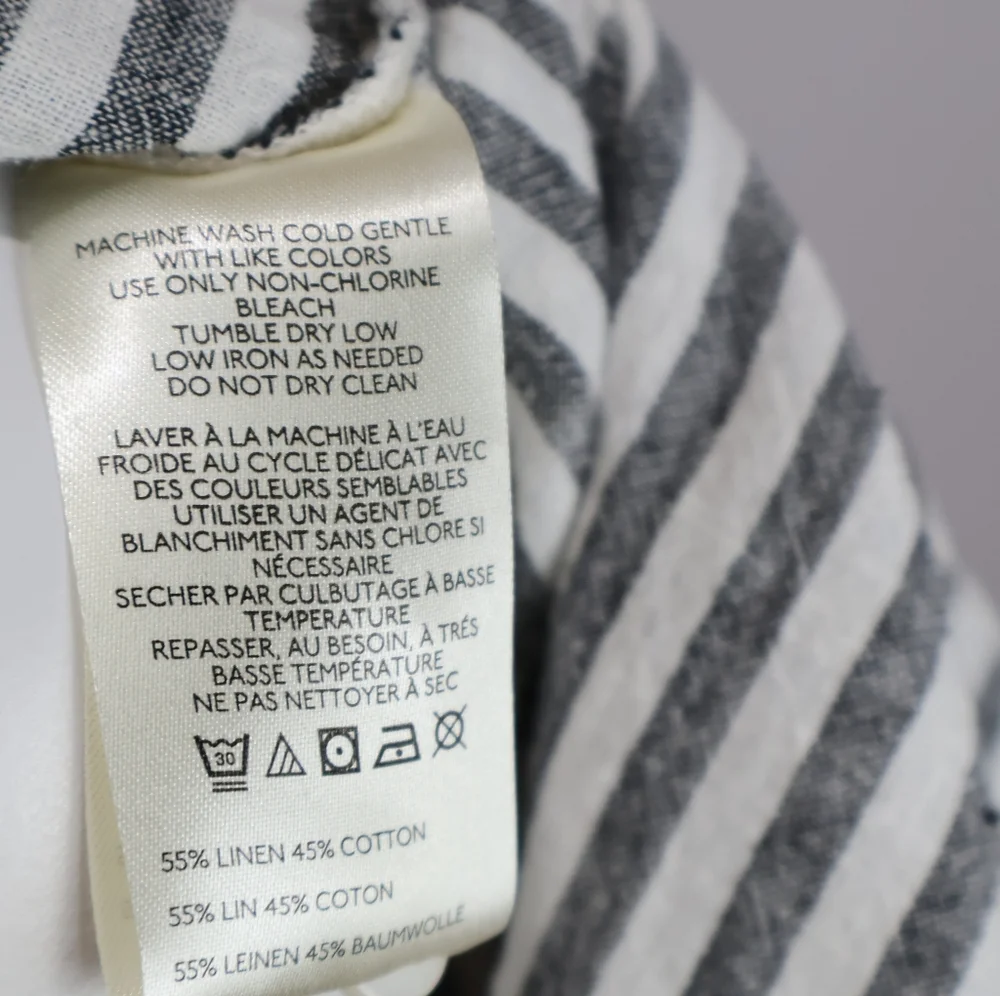 MACHINE WASH COLD GENTLE
WITH LIKE COLORS
USE ONLY NON-CHLORINE
BLEACH
TUMBLE DRY LOW
LOW IRON AS NEEDED
DO NOT DRY CLEAN
LAVER À LA MACHINE À L'EAU
FROIDE AU CYCLE DÉLICAT AVEC
DES COULEURS SEMBLABLES
UTILISER UN AGENT DE
BLANCHIMENT SANS CHLORE SI
NÉCESSAIRE
SECHER PAR CULBUTAGE À BASSE
TEMPERATURE
REPASSER, AU BESOIN, À TRÉS
BASSE TEMPÉRATURE
NE PAS NETTOYER À SEC
30
55% LINEN 45% COTTON
55% LIN 45% COTON
55% LEINEN 45% BAUMWOLLE